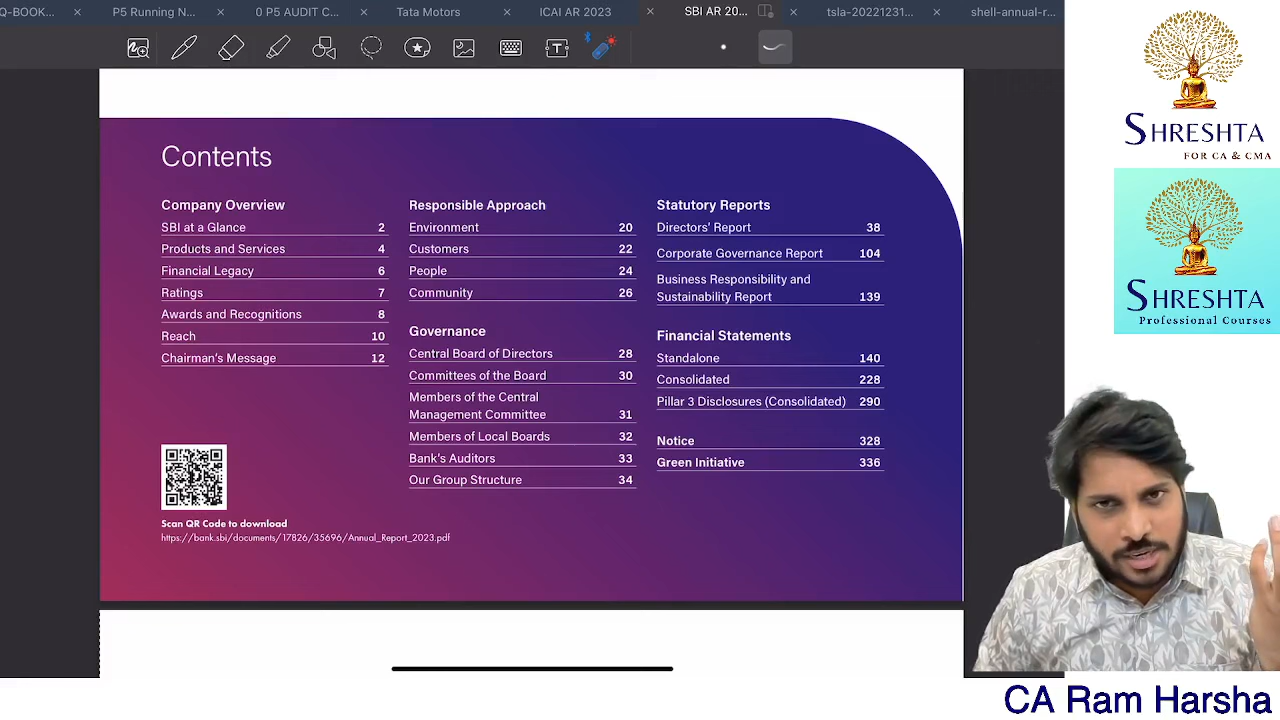 Q-BOOK...
P5 Running N...
0 P5 AUDIT C...
Tata Motors
ICAI AR 2023
SBI AR 20...
tsla-20221231...
shell-annual-r...
T
Contents
Company Overview
SBI at a Glance 2
Products and Services 4
Financial Legacy 6
Ratings 7
Awards and Recognitions 8
Reach 10
Chairman's Message 12
Scan QR Code to download
https://bank.sbi/documents/17826/35696/Annual_Report_2023.pdf
Responsible Approach
Environment 20
Customers 22
People 24
Community 26
Governance
Central Board of Directors 28
Committees of the Board 30
Members of the Central
Management Committee 31
Members of Local Boards 32
Bank's Auditors 33
Our Group Structure 34
Statutory Reports
Directors' Report 38
Corporate Governance Report 104
Business Responsibility and
Sustainability Report 139
Financial Statements
Standalone 140
Consolidated 228
Pillar 3 Disclosures (Consolidated) 290
Notice 328
Green Initiative 336
SHRESHTA
FOR CA & CMA
SHRESHTA
Professional Courses
CA Ram Harsha